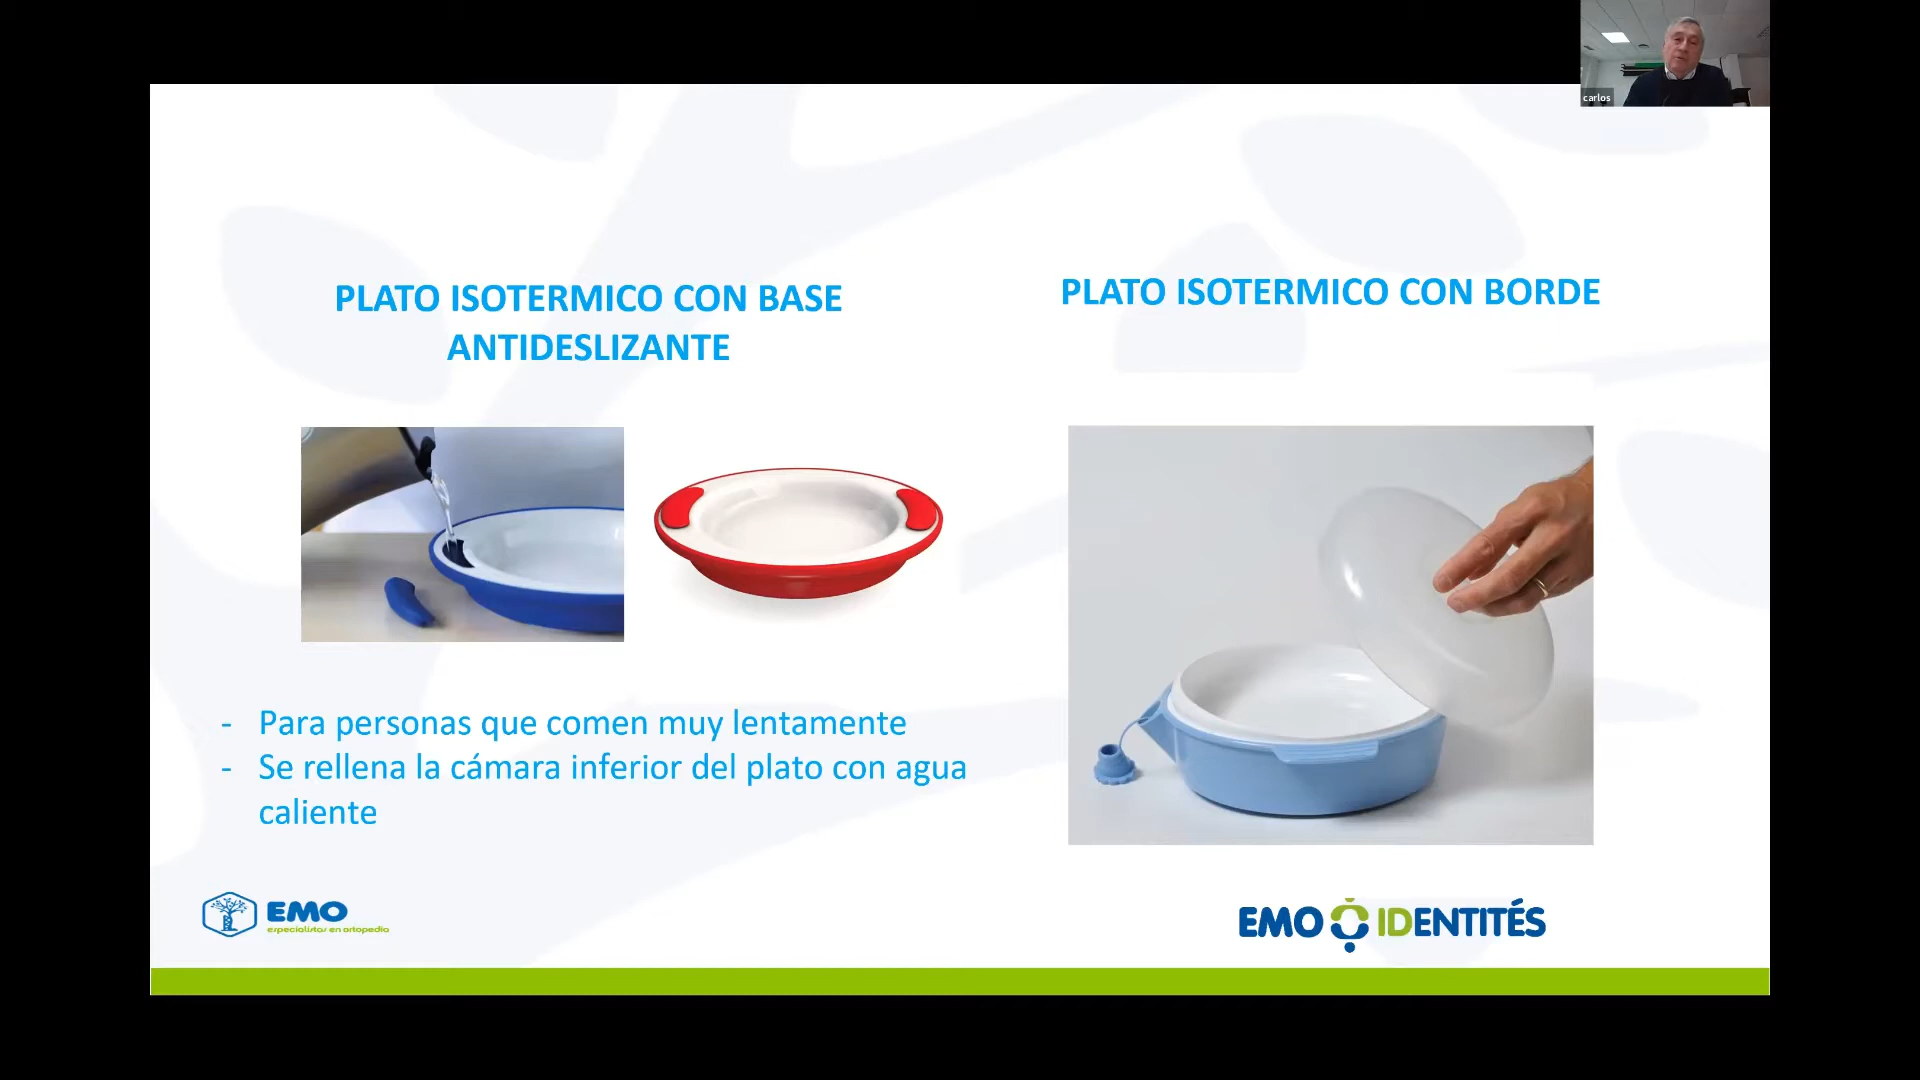 carlos
PLATO ISOTERMICO CON BASE
ANTIDESLIZANTE
PLATO ISOTERMICO CON BORDE
- Para personas que comen muy lentamente
- Se rellena la cámara inferior del plato con agua
caliente
EMO
especialistas en ortopedia
EMO IDENTITÉS